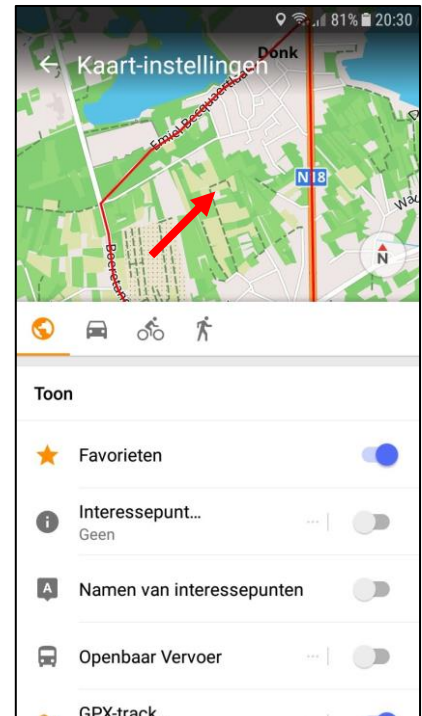 81% 20:30
Kaart-instellingen
Donk
Emiel Becquaertlaan
N18
Boeretang
N
Toon
Favorieten
Interessepunt...
Geen
A Namen van interessepunten
Openbaar Vervoer
GPX-track